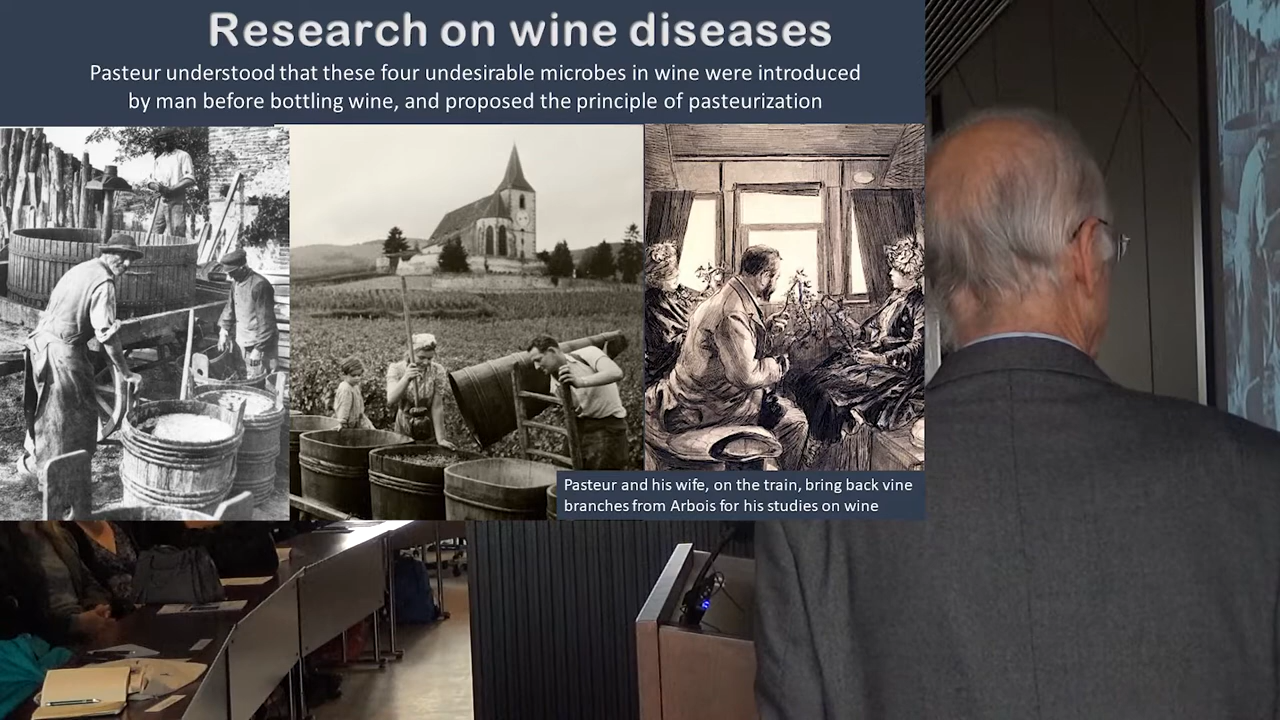 Research on wine diseases
Pasteur understood that these four undesirable microbes in wine were introduced
by man before bottling wine, and proposed the principle of pasteurization
Pasteur and his wife, on the train, bring back vine
branches from Arbois for his studies on wine